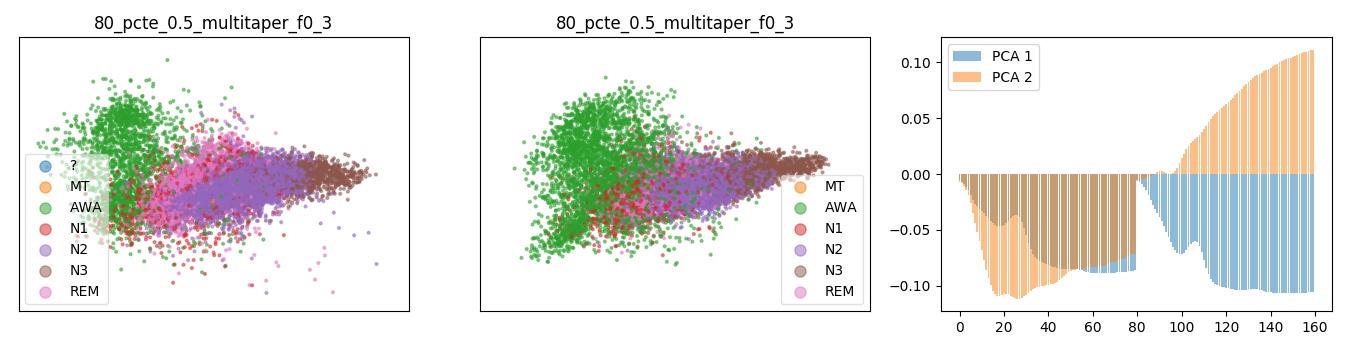 80_pcte_0.5_multitaper_f0_3
?
MT
AWA
N1
N2
N3
REM
80_pcte_0.5_multitaper_f0_3
MT
AWA
N1
N2
N3
REM
PCA 1
PCA 2
0.10
0.05
0.00
−0.05
−0.10
0 20 40 60 80 100 120 140 160